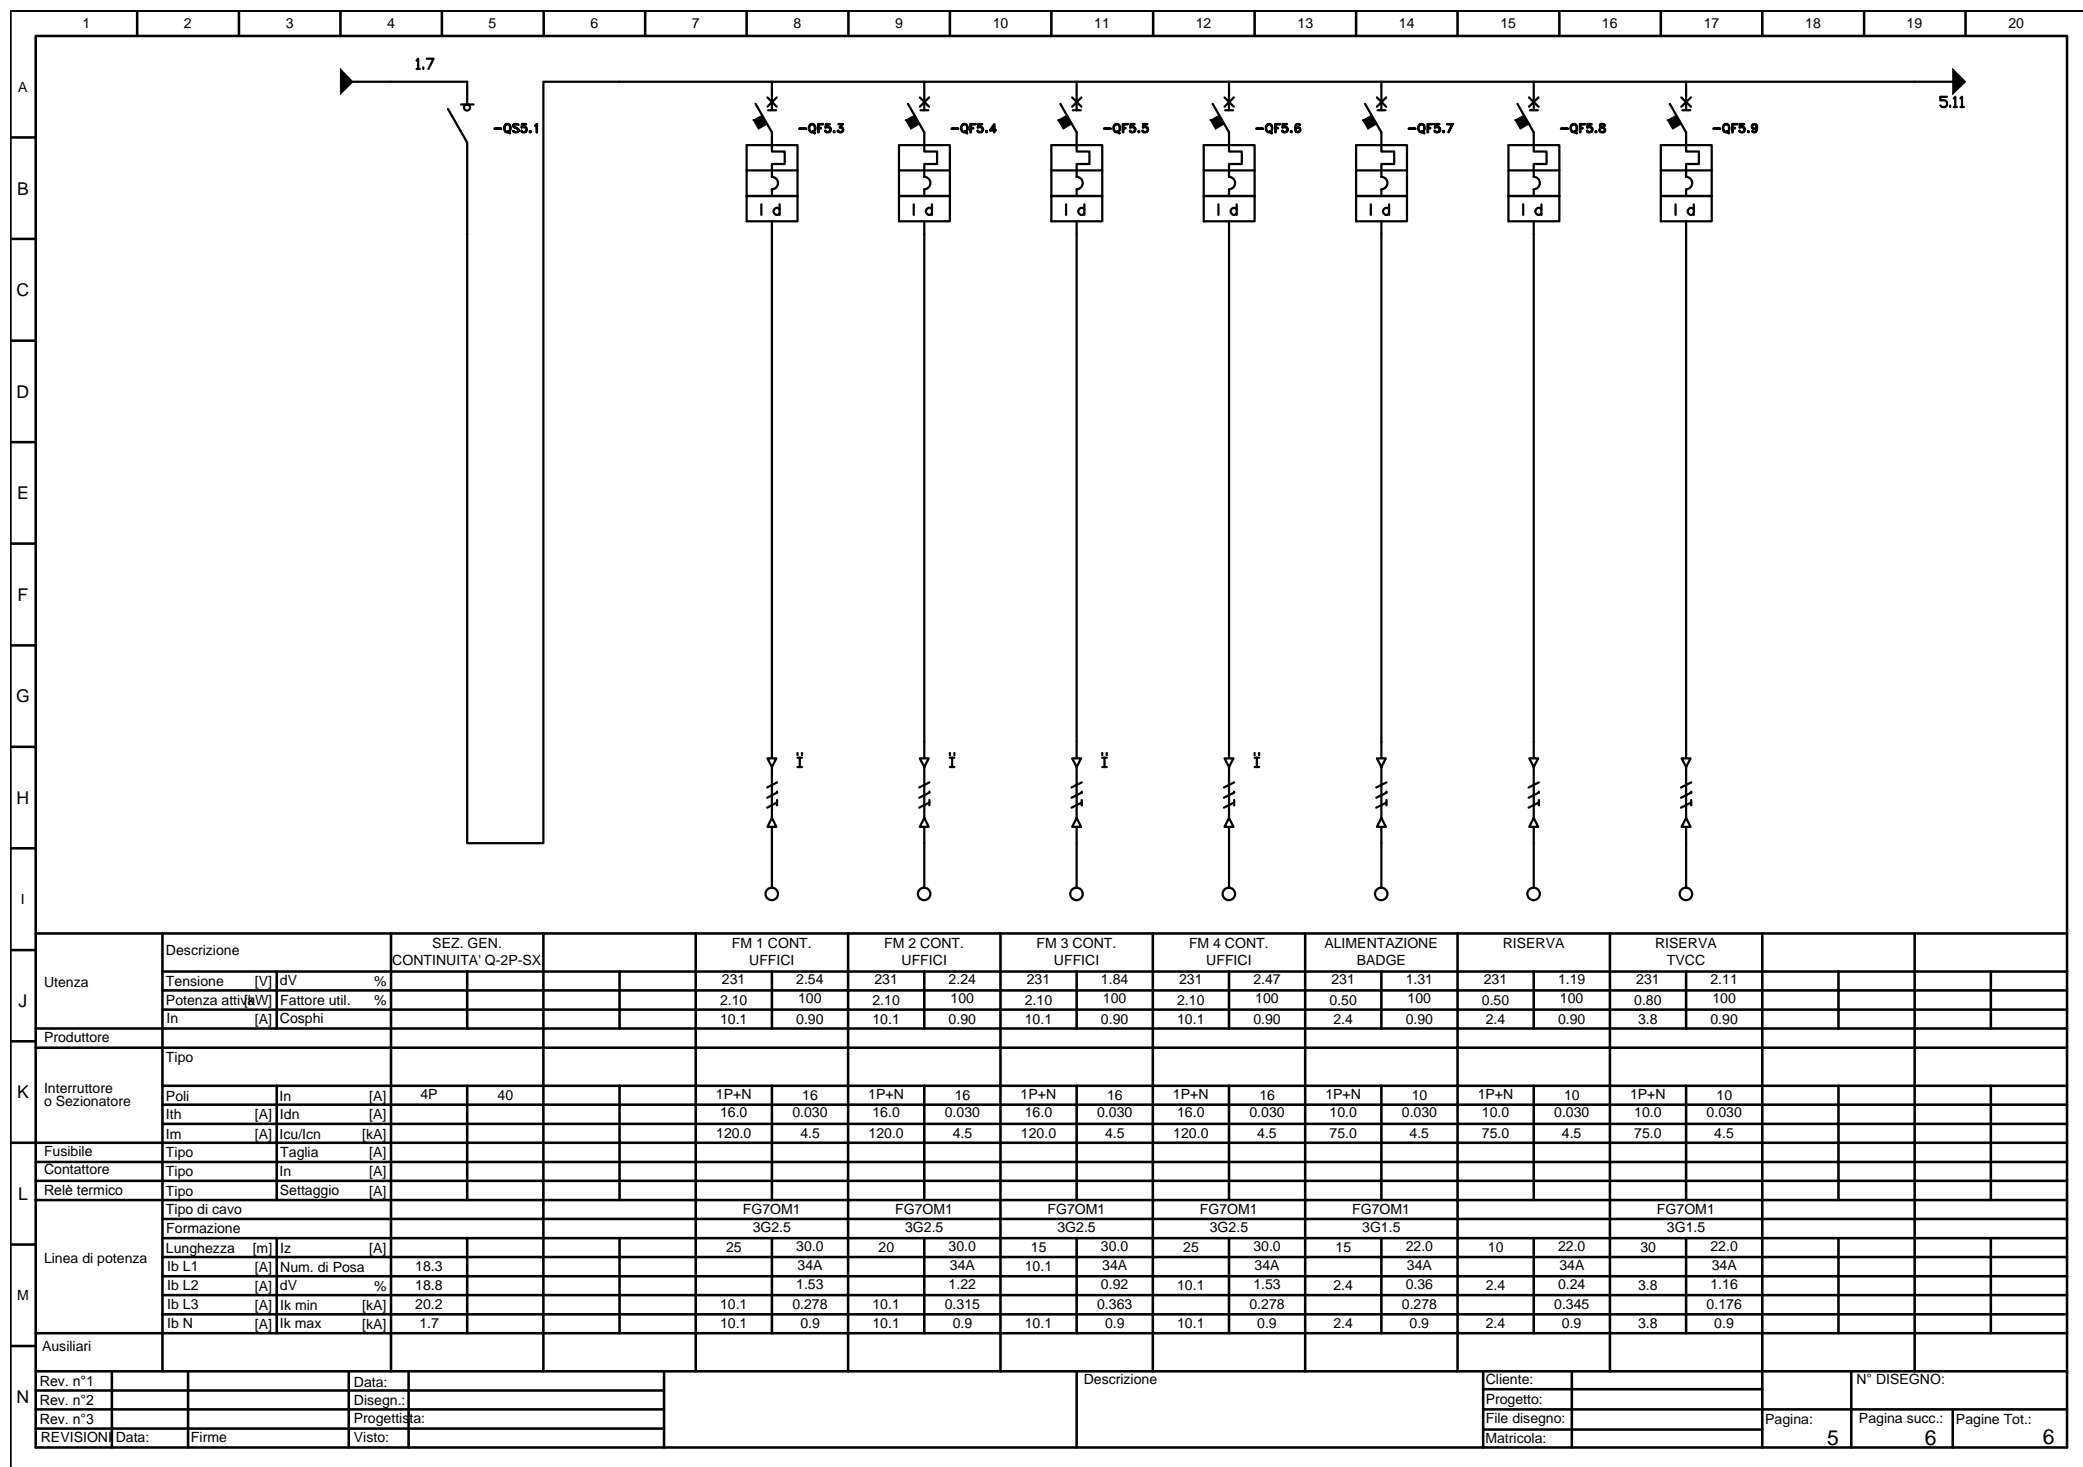 1 2 3 4 5 6 7 8 9 10 11 12 13 14 15 16 17 18 19 20
A
1.7
5.11
-QS5.1 -QF5.3 -QF5.4 -QF5.5 -QF5.6 -QF5.7 -QF5.8 -QF5.9
B
I d I d I d I d I d I d I d
C
D
E
F
G
Ï Ï Ï Ï
H
I
J
Utenza
Descrizione SEZ. GEN. CONTINUITA' Q-2P-SX FM 1 CONT. UFFICI FM 2 CONT. UFFICI FM 3 CONT. UFFICI FM 4 CONT. UFFICI ALIMENTAZIONE BADGE RISERVA RISERVA TVCC
Tensione [V] dV % 231 2.54 231 2.24 231 1.84 231 2.47 231 1.31 231 1.19 231 2.11
Potenza attiva [kW] Fattore util. % 2.10 100 2.10 100 2.10 100 2.10 100 0.50 100 0.50 100 0.80 100
In [A] Cosphi 10.1 0.90 10.1 0.90 10.1 0.90 10.1 0.90 2.4 0.90 2.4 0.90 3.8 0.90
Produttore
K
Interruttore
o Sezionatore
Tipo
Poli In [A] 4P 40 1P+N 16 1P+N 16 1P+N 16 1P+N 16 1P+N 10 1P+N 10 1P+N 10
Ith [A] Idn [A] 16.0 0.030 16.0 0.030 16.0 0.030 16.0 0.030 10.0 0.030 10.0 0.030 10.0 0.030
Im [A] Icu/Icn [kA] 120.0 4.5 120.0 4.5 120.0 4.5 120.0 4.5 75.0 4.5 75.0 4.5 75.0 4.5
L
Fusibile Tipo Taglia [A]
Contattore Tipo In [A]
Relè termico Tipo Settaggio [A]
M
Linea di potenza
Tipo di cavo FG7OM1 FG7OM1 FG7OM1 FG7OM1 FG7OM1 FG7OM1
Formazione 3G2.5 3G2.5 3G2.5 3G2.5 3G1.5 3G1.5
Lunghezza [m] Iz [A] 25 30.0 20 30.0 15 30.0 25 30.0 15 22.0 10 22.0 30 22.0
Ib L1 [A] Num. di Posa 18.3 34A 34A 10.1 34A 34A 34A 34A 34A
Ib L2 [A] dV % 18.8 1.53 1.22 0.92 10.1 1.53 2.4 0.36 2.4 0.24 3.8 1.16
Ib L3 [A] Ik min [kA] 20.2 10.1 0.278 10.1 0.315 0.363 0.278 0.278 0.345 0.176
Ib N [A] Ik max [kA] 1.7 10.1 0.9 10.1 0.9 10.1 0.9 10.1 0.9 2.4 0.9 2.4 0.9 3.8 0.9
Ausiliari
N
Rev. n°1 Data: Descrizione Cliente: N° DISEGNO:
Rev. n°2 Disegn.: Progetto:
Rev. n°3 Progettista: File disegno: Pagina: Pagina succ.: Pagine Tot.:
REVISIONI Data: Firme Visto: Matricola: 5 6 6